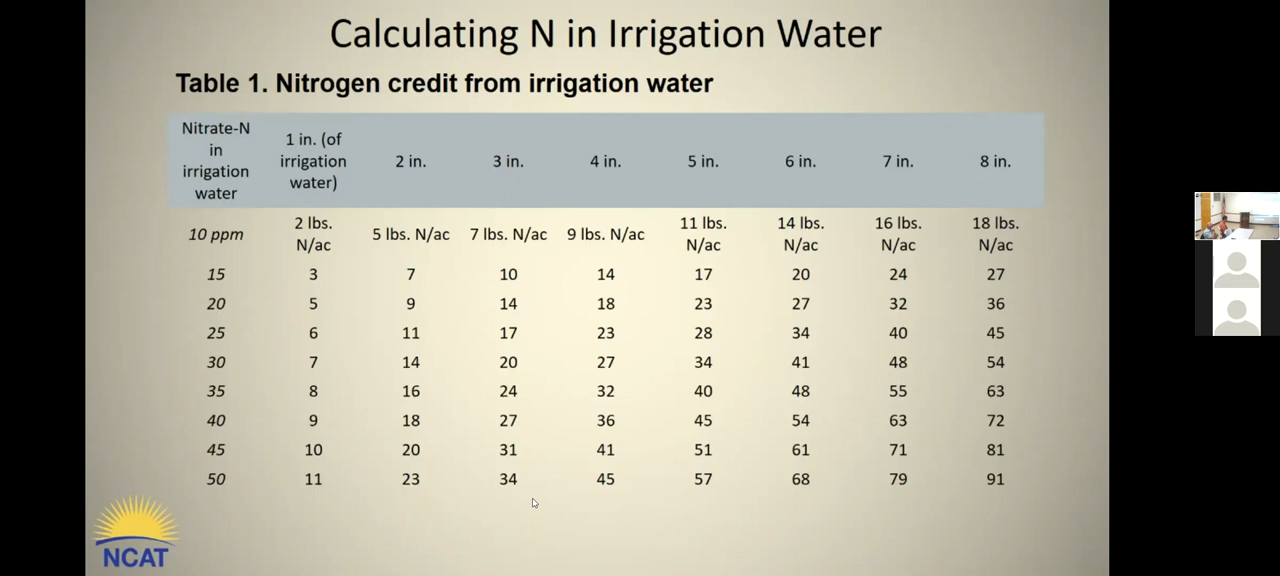 Calculating N in Irrigation Water
Table 1. Nitrogen credit from irrigation water
Nitrate-N in irrigation water 1 in. (of irrigation water) 2 in. 3 in. 4 in. 5 in. 6 in. 7 in. 8 in.
10 ppm 2 lbs. N/ac 5 lbs. N/ac 7 lbs. N/ac 9 lbs. N/ac 11 lbs. N/ac 14 lbs. N/ac 16 lbs. N/ac 18 lbs. N/ac
15 3 7 10 14 17 20 24 27
20 5 9 14 18 23 27 32 36
25 6 11 17 23 28 34 40 45
30 7 14 20 27 34 41 48 54
35 8 16 24 32 40 48 55 63
40 9 18 27 36 45 54 63 72
45 10 20 31 41 51 61 71 81
50 11 23 34 45 57 68 79 91
NCAT